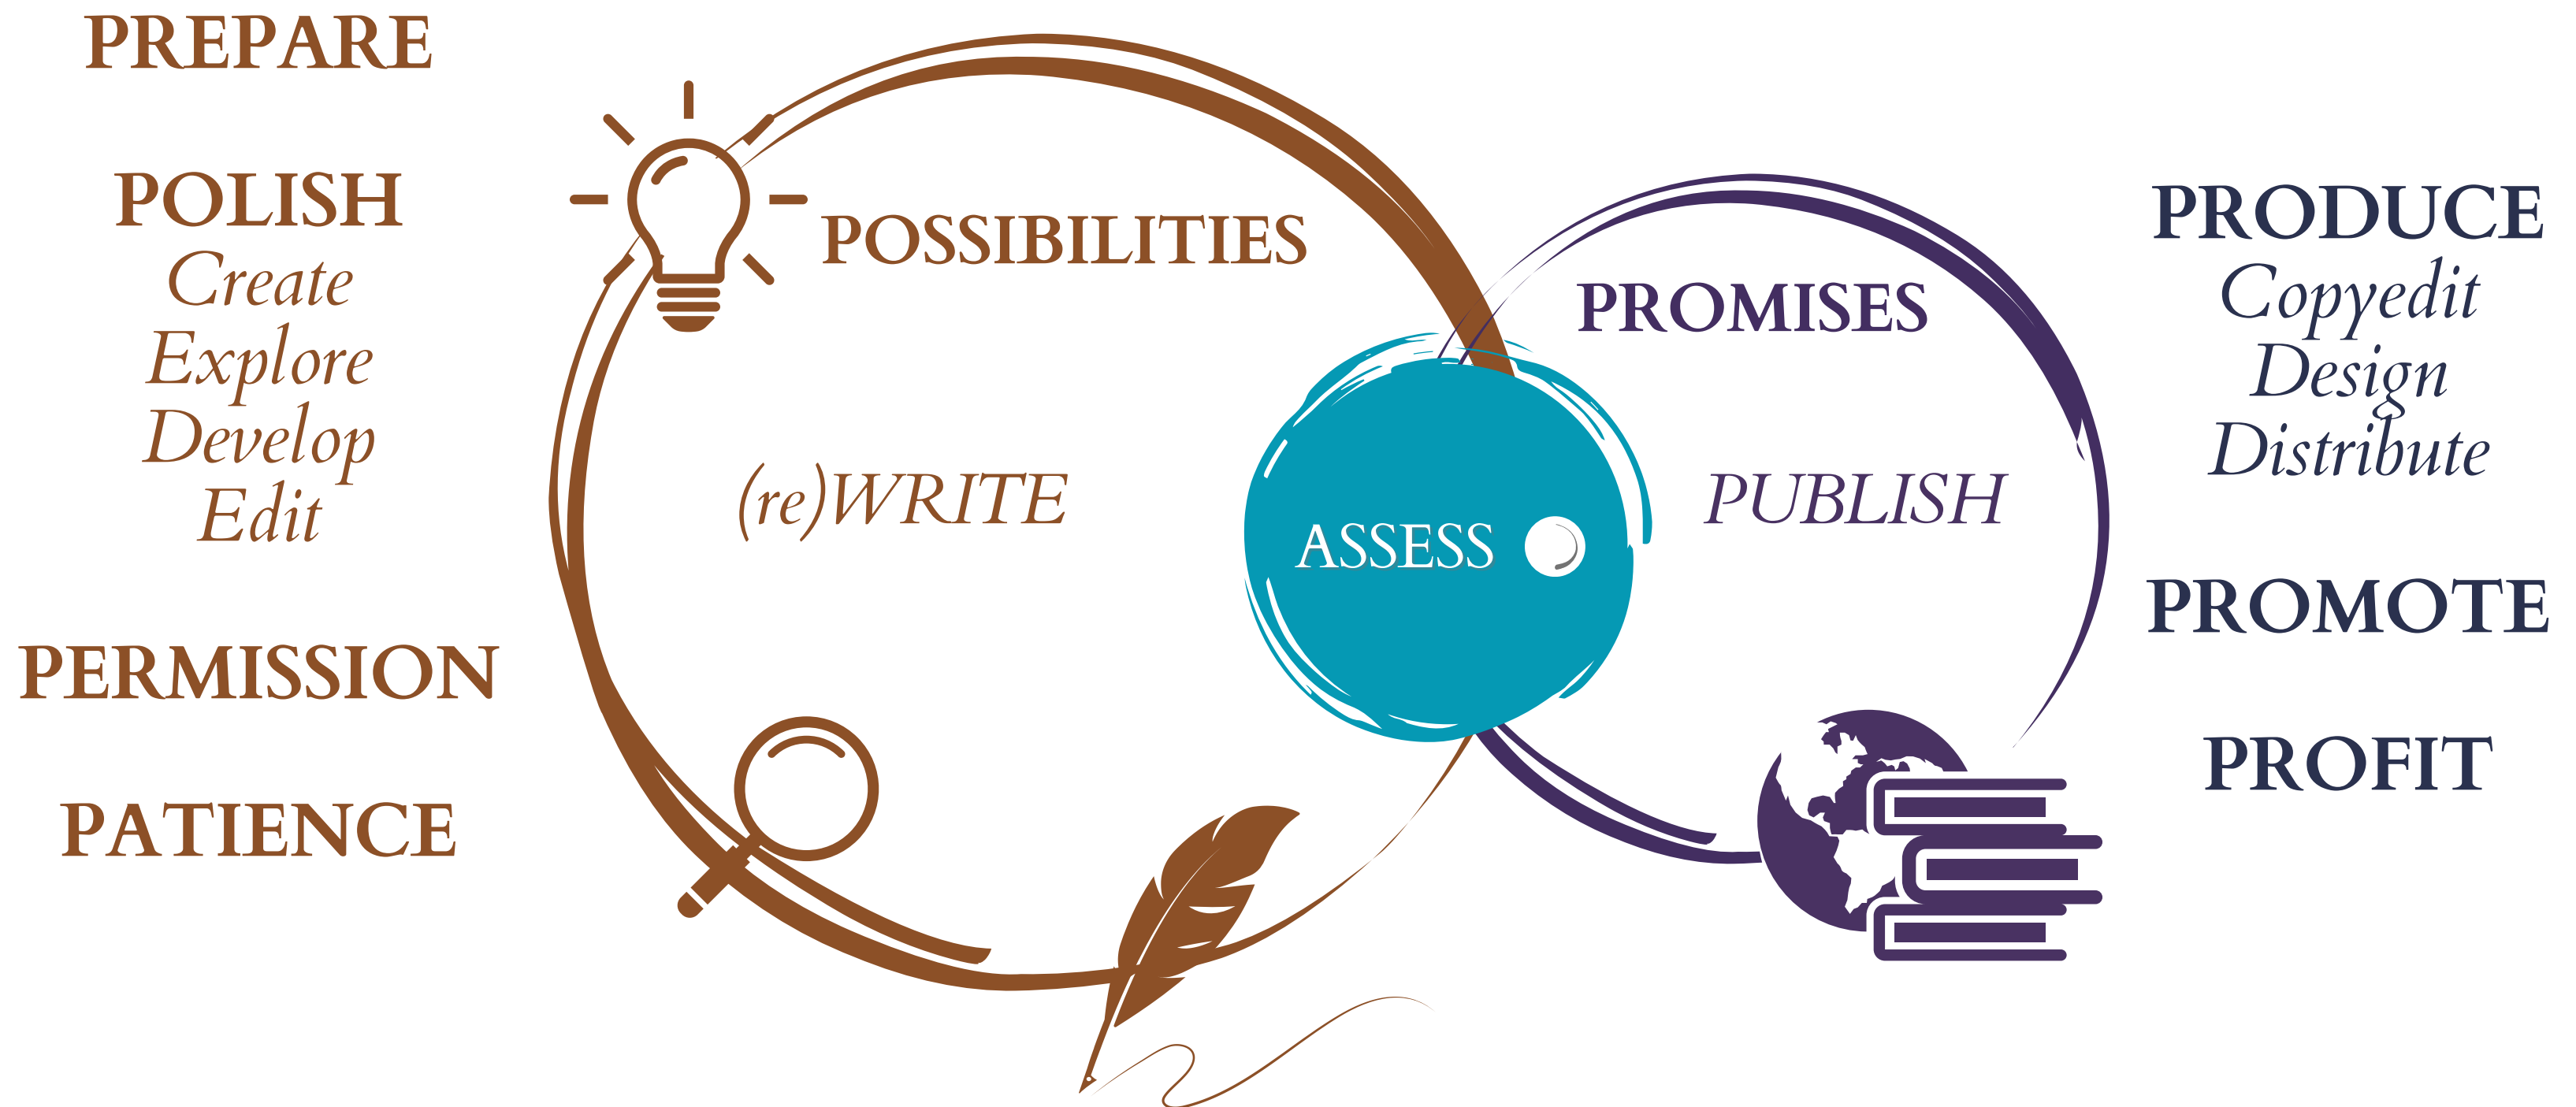 PREPARE
POLISH
Create
Explore
Develop
Edit
PERMISSION
PATIENCE
POSSIBILITIES
(re)WRITE
ASSESS
PROMISES
PUBLISH
PRODUCE
Copyedit
Design
Distribute
PROMOTE
PROFIT